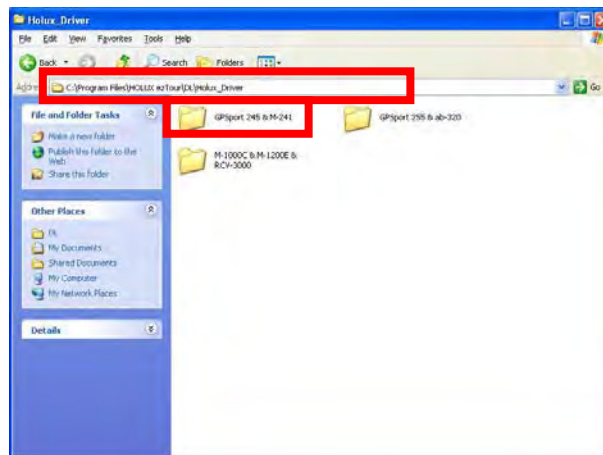 Holux_Driver
File Edit View Favorites Tools Help
Back Search Folders
Address C:\Program Files\HOLUX ezTour\DL\Holux_Driver Go
File and Folder Tasks
Make a new folder
Publish this folder to the
Web
Share this folder
Other Places
DL
My Documents
Shared Documents
My Computer
My Network Places
Details
GPSport 245 & M-241
GPSport 255 & ab-320
M-1000C & M-1200E &
RCV-3000